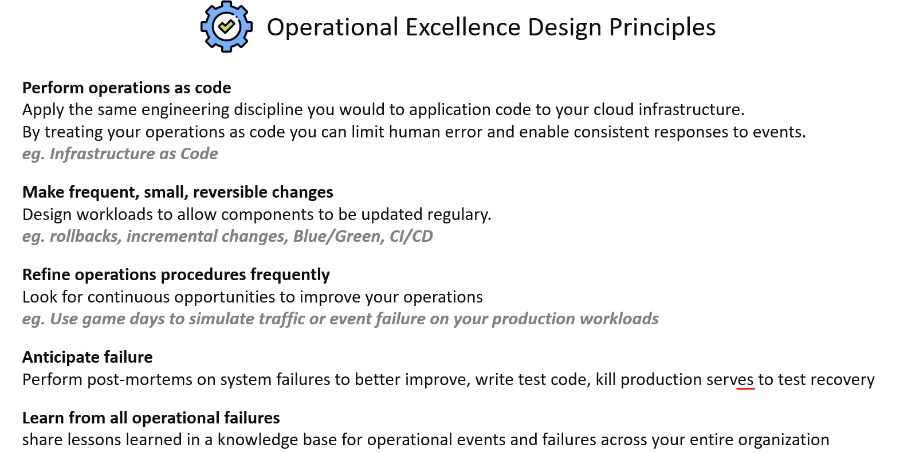 Operational Excellence Design Principles
Perform operations as code
Apply the same engineering discipline you would to application code to your cloud infrastructure.
By treating your operations as code you can limit human error and enable consistent responses to events.
eg. Infrastructure as Code
Make frequent, small, reversible changes
Design workloads to allow components to be updated regulary.
eg. rollbacks, incremental changes, Blue/Green, CI/CD
Refine operations procedures frequently
Look for continuous opportunities to improve your operations
eg. Use game days to simulate traffic or event failure on your production workloads
Anticipate failure
Perform post-mortems on system failures to better improve, write test code, kill production serves to test recovery
Learn from all operational failures
share lessons learned in a knowledge base for operational events and failures across your entire organization